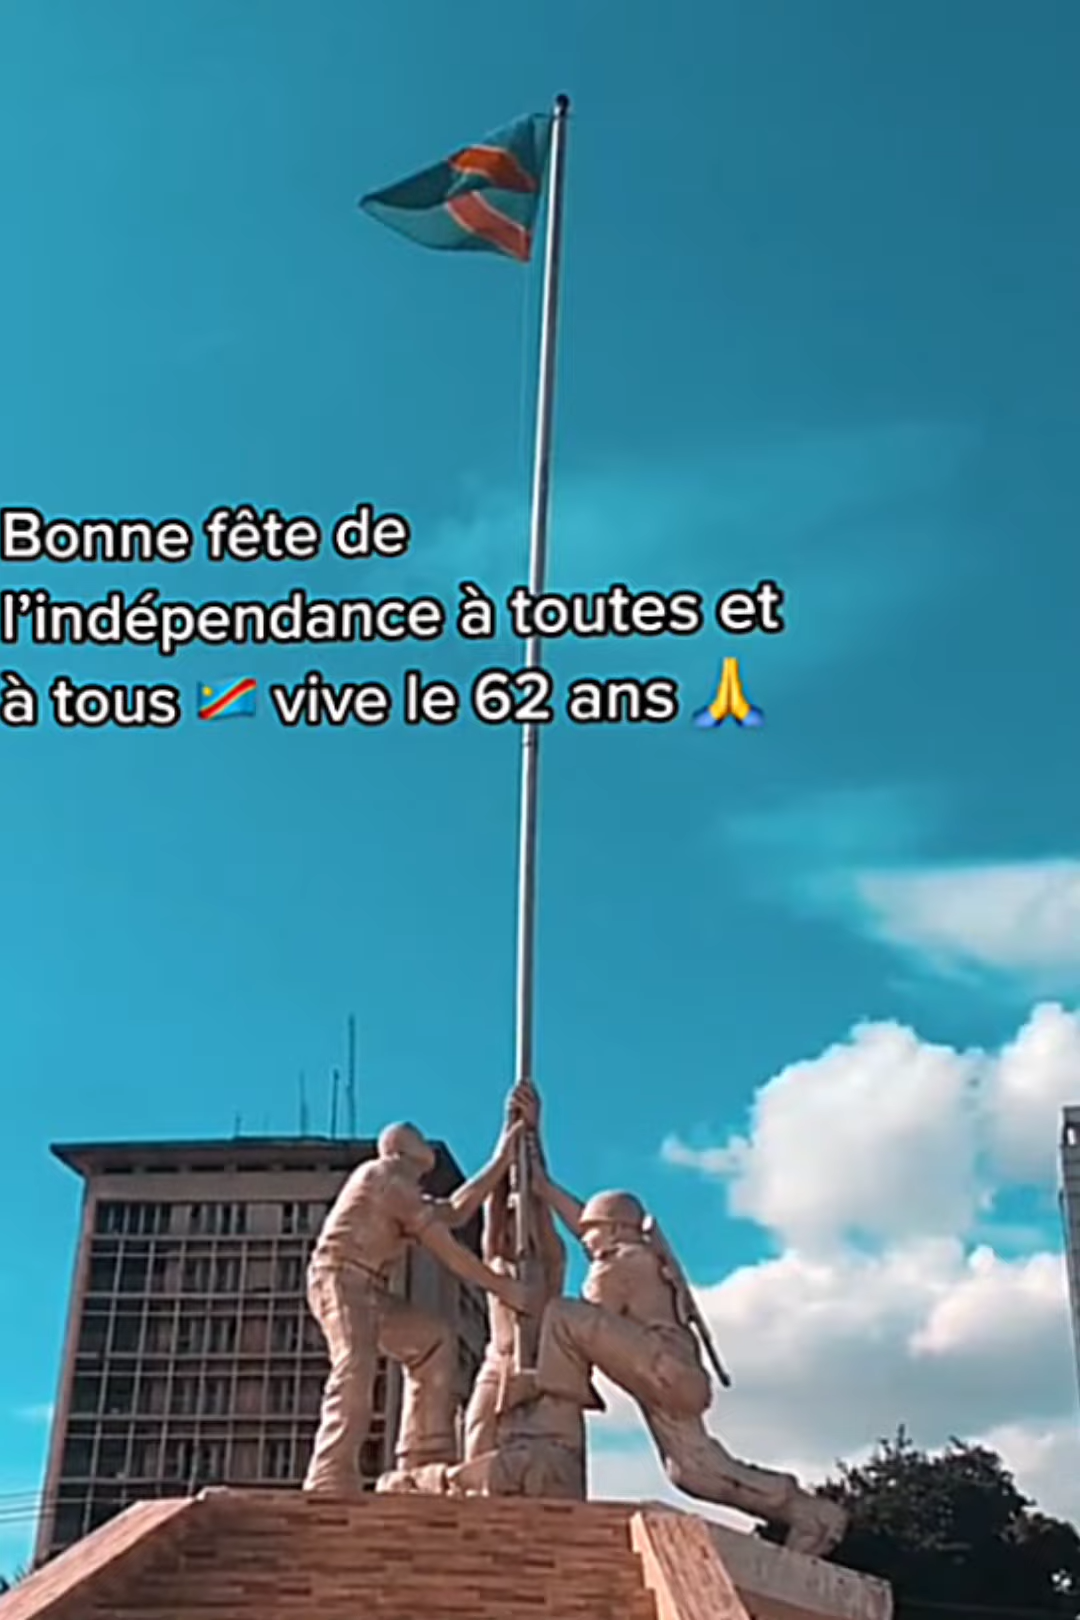 Bonne fête de
l’indépendance à toutes et
à tous 🇨🇩 vive le 62 ans 🙏